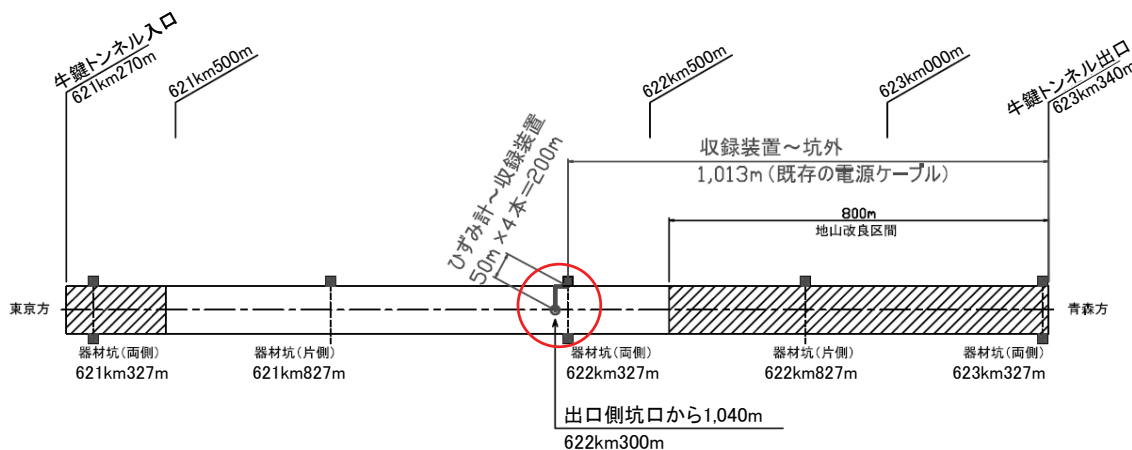 牛鍵トンネル入口
621km270m
621km500m
622km500m
623km000m
牛鍵トンネル出口
623km340m
ひずみ計～収録装置
50m×4本=200m
収録装置～坑外
1,013m(既存の電源ケーブル)
800m
地山改良区間
東京方
青森方
器材坑(両側)
621km327m
器材坑(片側)
621km827m
器材坑(両側)
622km327m
器材坑(片側)
622km827m
器材坑(両側)
623km327m
出口側坑口から1,040m
622km300m